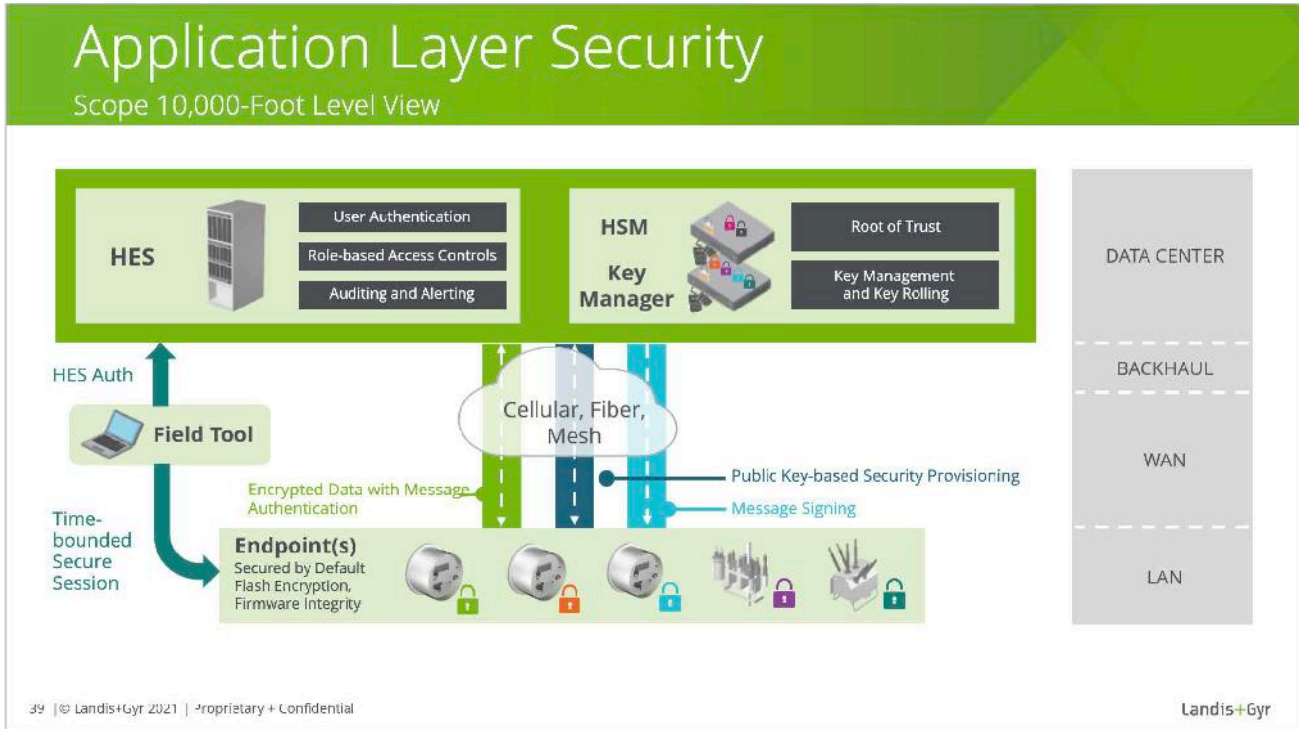 Application Layer Security
Scope 10,000-Foot Level View
HES
User Authentication
Role-based Access Controls
Auditing and Alerting
HSM
Key
Manager
Root of Trust
Key Management
and Key Rolling
DATA CENTER
BACKHAUL
WAN
LAN
HES Auth
Field Tool
Time-
bounded
Secure
Session
Cellular, Fiber,
Mesh
Encrypted Data with Message
Authentication
Public Key-based Security Provisioning
Message Signing
Endpoint(s)
Secured by Default
Flash Encryption,
Firmware Integrity
39 |© Landis+Gyr 2021 | Proprietary + Confidential
Landis+Gyr